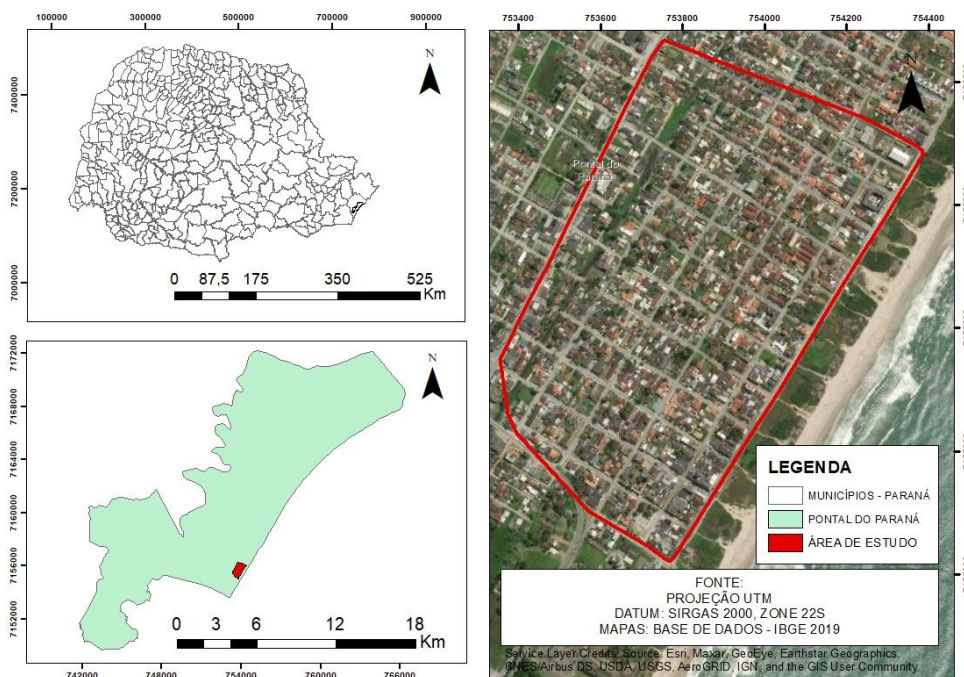 100000 300000 500000 700000 900000
N
7400000
7200000
7000000
0 87,5 175 350 525
Km
N
7172000
7168000
7164000
7160000
7156000
7152000
0 3 6 12 18
Km
742000 748000 754000 760000 766000
753400 753600 753800 754000 754200 754400
N
Pontal do
Paraná
LEGENDA
MUNICÍPIOS - PARANÁ
PONTAL DO PARANÁ
ÁREA DE ESTUDO
FONTE:
PROJEÇÃO UTM
DATUM: SIRGAS 2000, ZONE 22S
MAPAS: BASE DE DADOS - IBGE 2019
Service Layer Credits: Source: Esri, Maxar, GeoEye, Earthstar Geographics,
CNES/Airbus DS, USDA, USGS, AeroGRID, IGN, and the GIS User Community